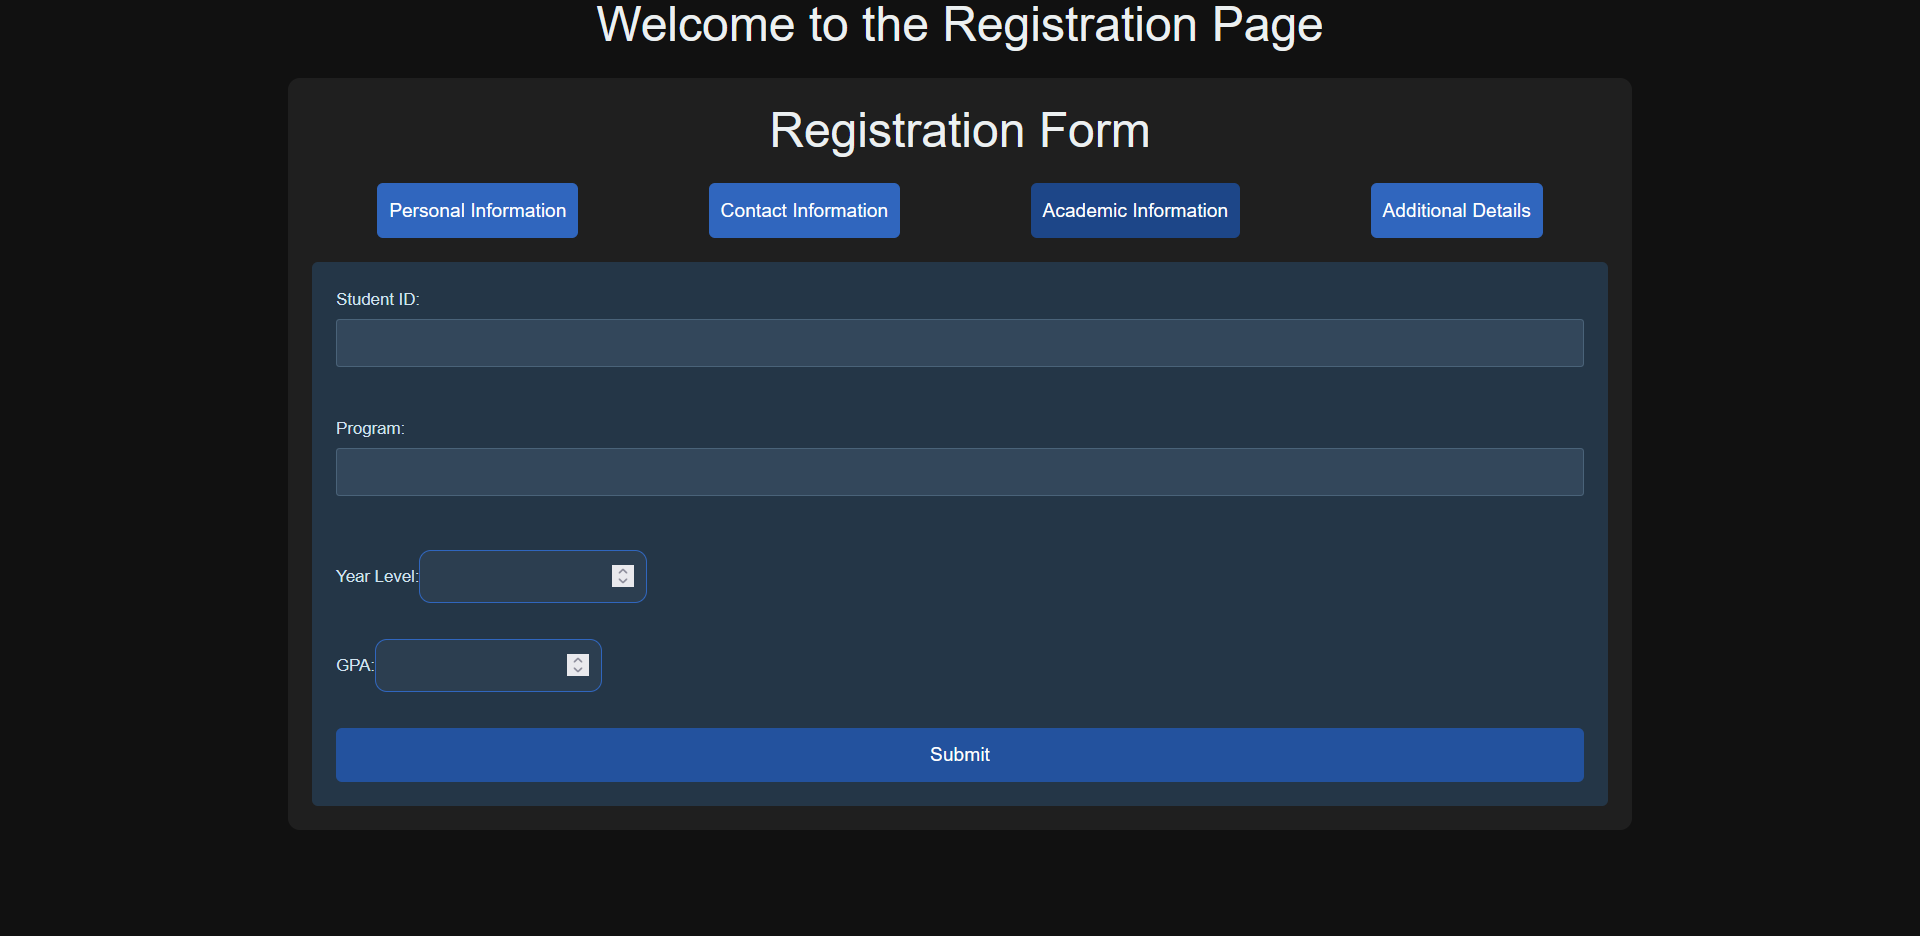 Welcome to the Registration Page
Registration Form
Personal Information
Contact Information
Academic Information
Additional Details
Student ID:
Program:
Year Level:
GPA:
Submit